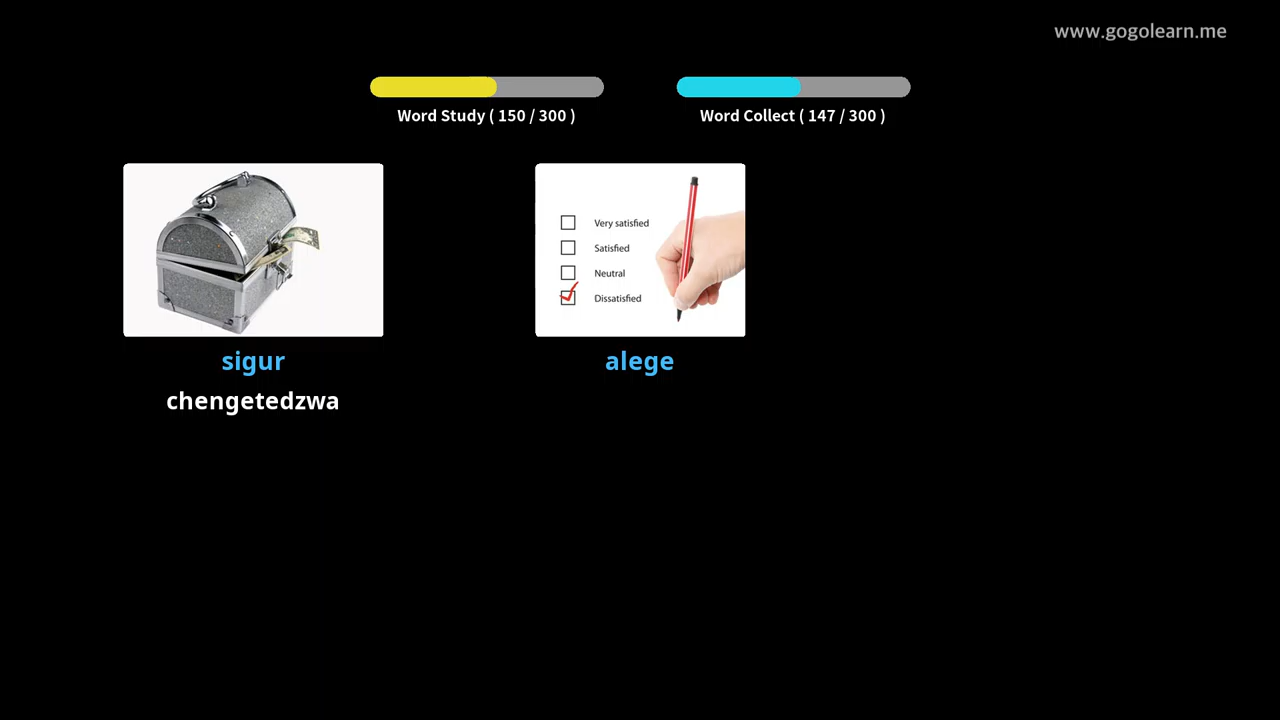 www.gogolearn.me
Word Study ( 150 / 300 )
Word Collect ( 147 / 300 )
Very satisfied
Satisfied
Neutral
Dissatisfied
sigur
alege
chengetedzwa